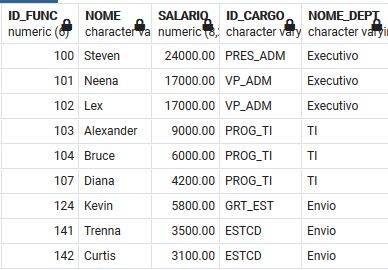 ID_FUNC NOME SALARIO ID_CARGO NOME_DEPT
numeric (6) character va numeric (8, character vary character varyin
100 Steven 24000.00 PRES_ADM Executivo
101 Neena 17000.00 VP_ADM Executivo
102 Lex 17000.00 VP_ADM Executivo
103 Alexander 9000.00 PROG_TI TI
104 Bruce 6000.00 PROG_TI TI
107 Diana 4200.00 PROG_TI TI
124 Kevin 5800.00 GRT_EST Envio
141 Trenna 3500.00 ESTCD Envio
142 Curtis 3100.00 ESTCD Envio